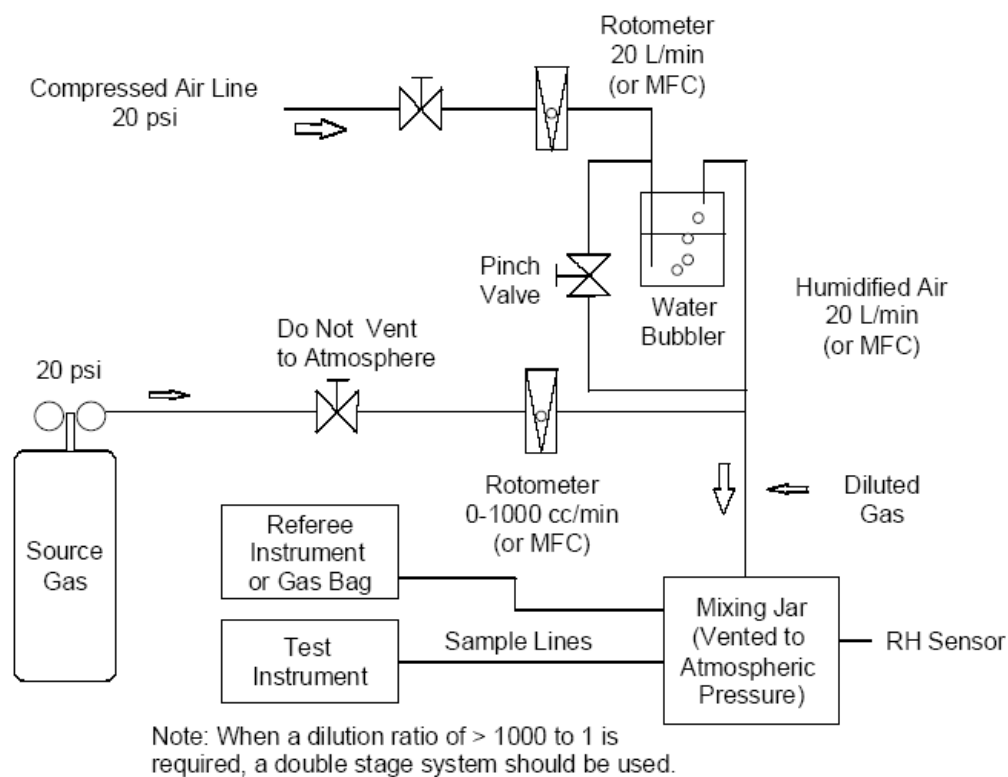 Rotometer
20 L/min
(or MFC)
Compressed Air Line
20 psi
Pinch
Valve
Water
Bubbler
Humidified Air
20 L/min
(or MFC)
Do Not Vent
to Atmosphere
20 psi
Rotometer
0-1000 cc/min
(or MFC)
Diluted
Gas
Source
Gas
Referee
Instrument
or Gas Bag
Test
Instrument
Sample Lines
Mixing Jar
(Vented to
Atmospheric
Pressure)
RH Sensor
Note: When a dilution ratio of > 1000 to 1 is
required, a double stage system should be used.